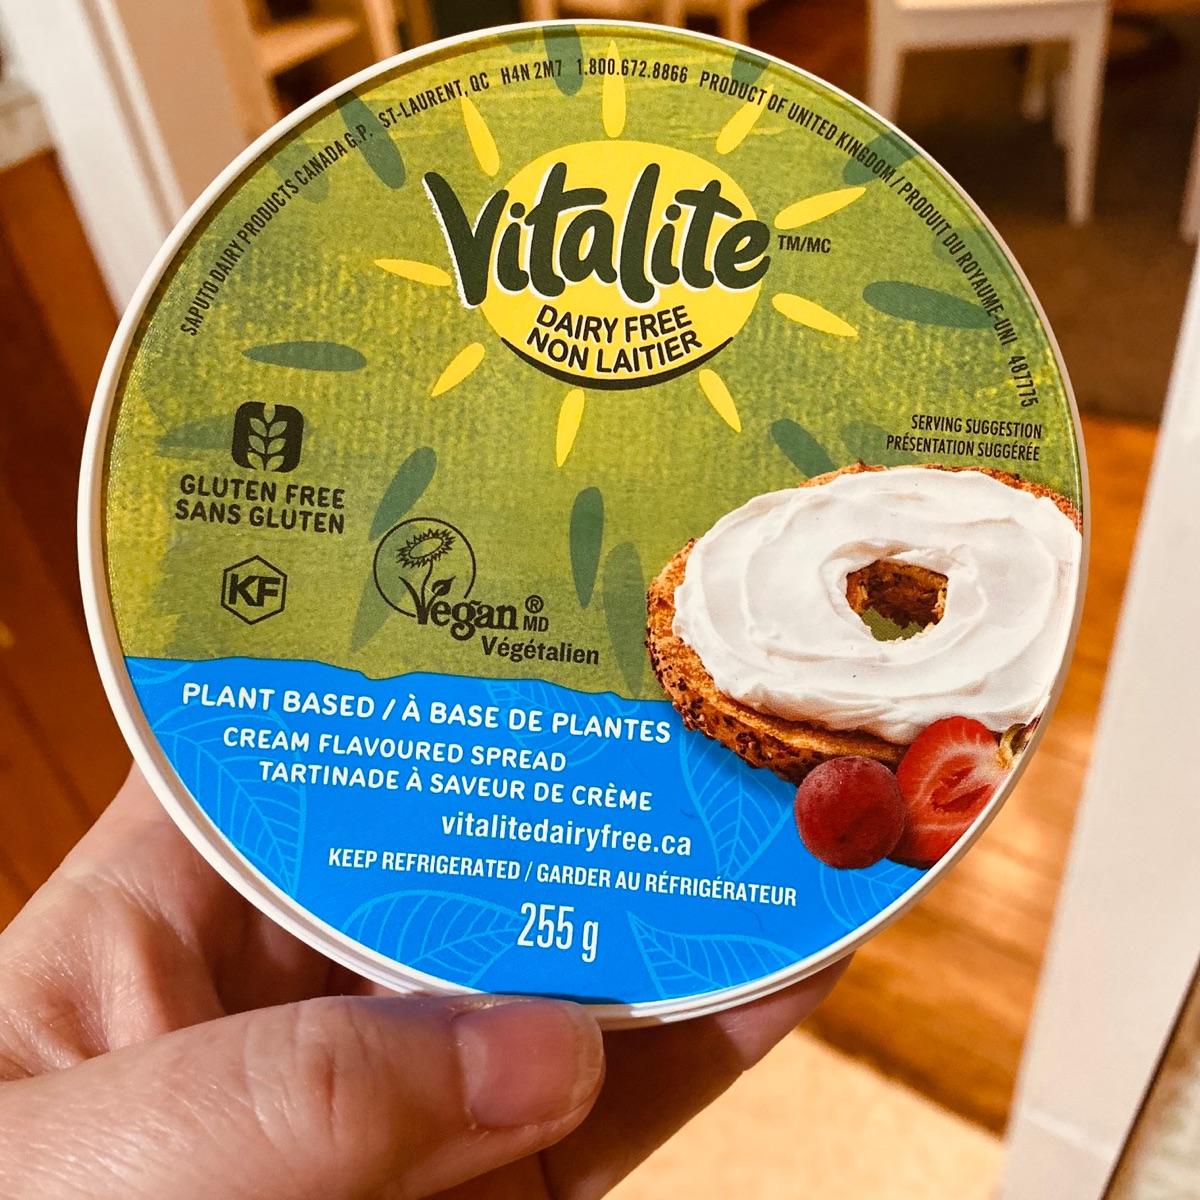 SAPUTO DAIRY PRODUCTS CANADA G.P. ST-LAURENT, QC H4N 2M7 1.800.672.8866 PRODUCT OF UNITED KINGDOM / PRODUIT DU ROYAUME-UNI 487775
Vitalite TM/MC
DAIRY FREE
NON LAITIER
SERVING SUGGESTION
PRÉSENTATION SUGGÉRÉE
GLUTEN FREE
SANS GLUTEN
KF
Vegan ® MD
Végétalien
PLANT BASED / À BASE DE PLANTES
CREAM FLAVOURED SPREAD
TARTINADE À SAVEUR DE CRÈME
vitalitedairyfree.ca
KEEP REFRIGERATED / GARDER AU RÉFRIGÉRATEUR
255 g